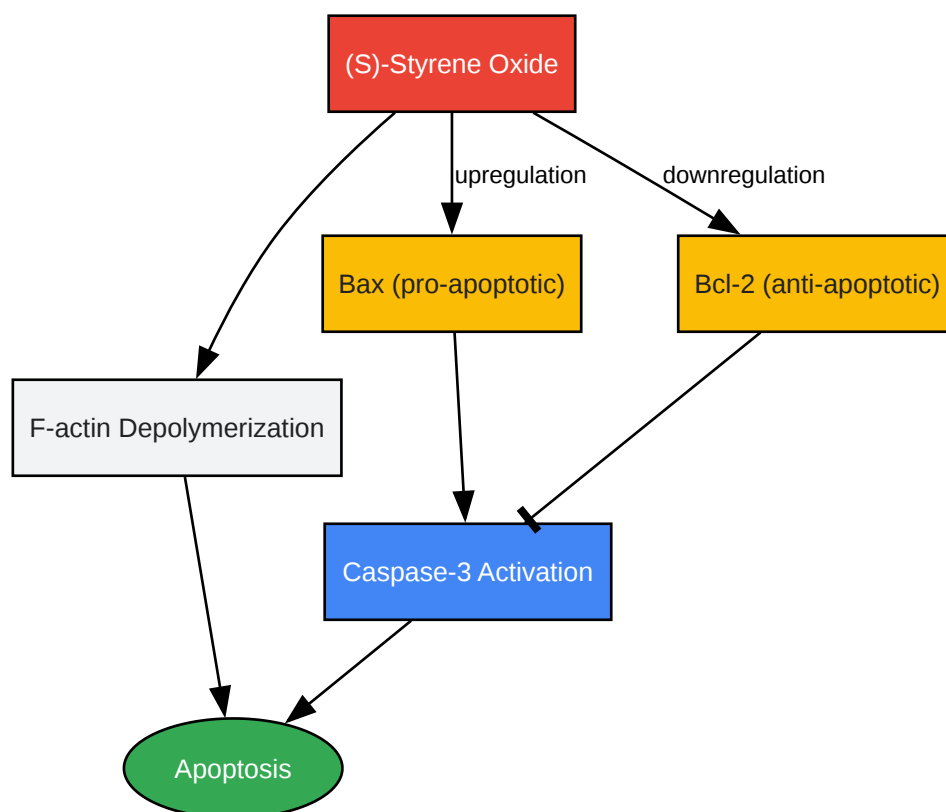 (S)-Styrene Oxide
upregulation
downregulation
Bax (pro-apoptotic)
Bcl-2 (anti-apoptotic)
F-actin Depolymerization
Caspase-3 Activation
Apoptosis